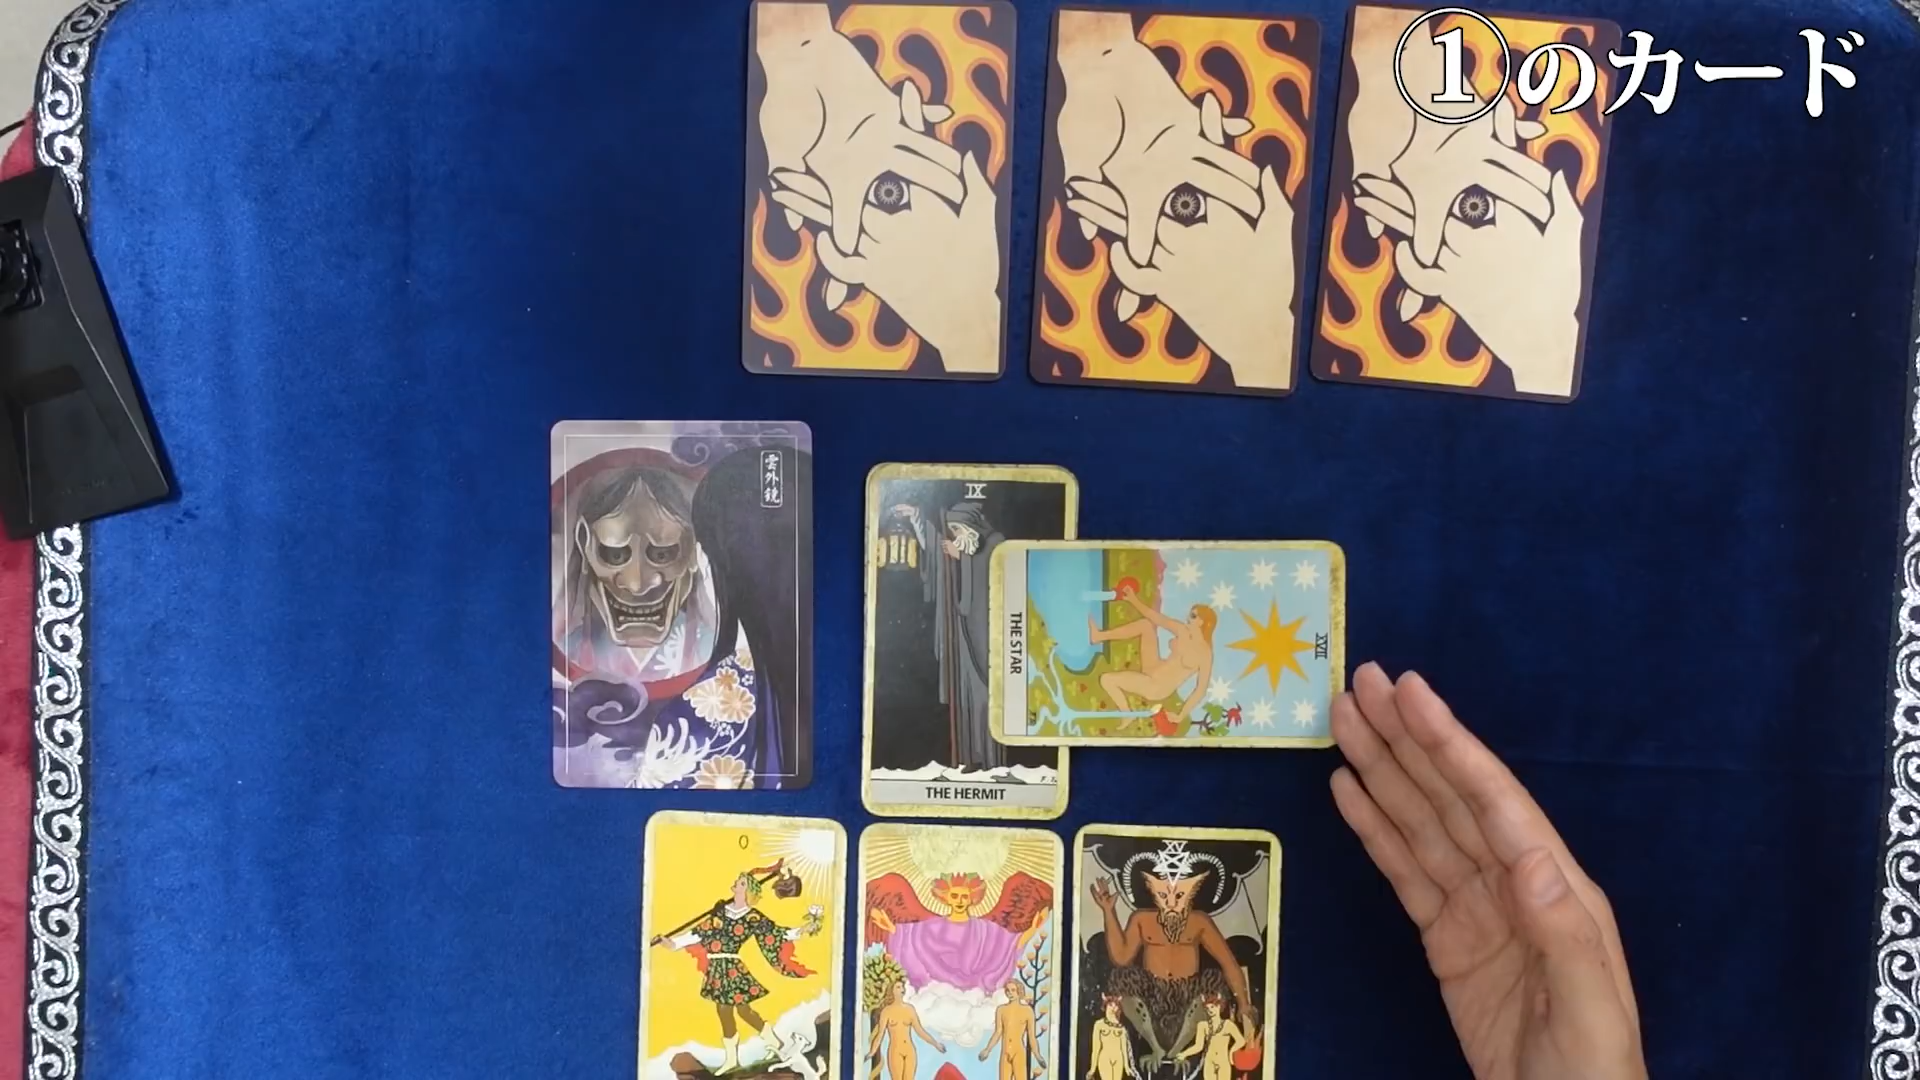 ①のカード
雲外鏡
IX
THE HERMIT
THE STAR
XVII
0
XV